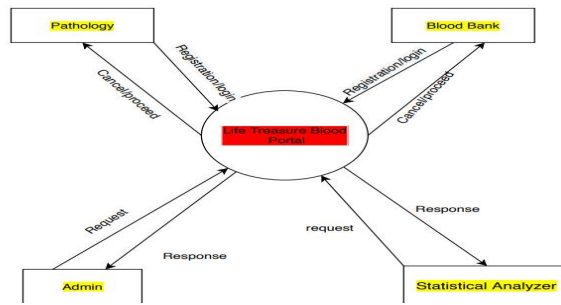 Pathology
Blood Bank
Registration/login
Registration/login
Cancel/proceed
Cancel/proceed
Life Treasure Blood
Portal
Request
Response
request
Response
Admin
Statistical Analyzer